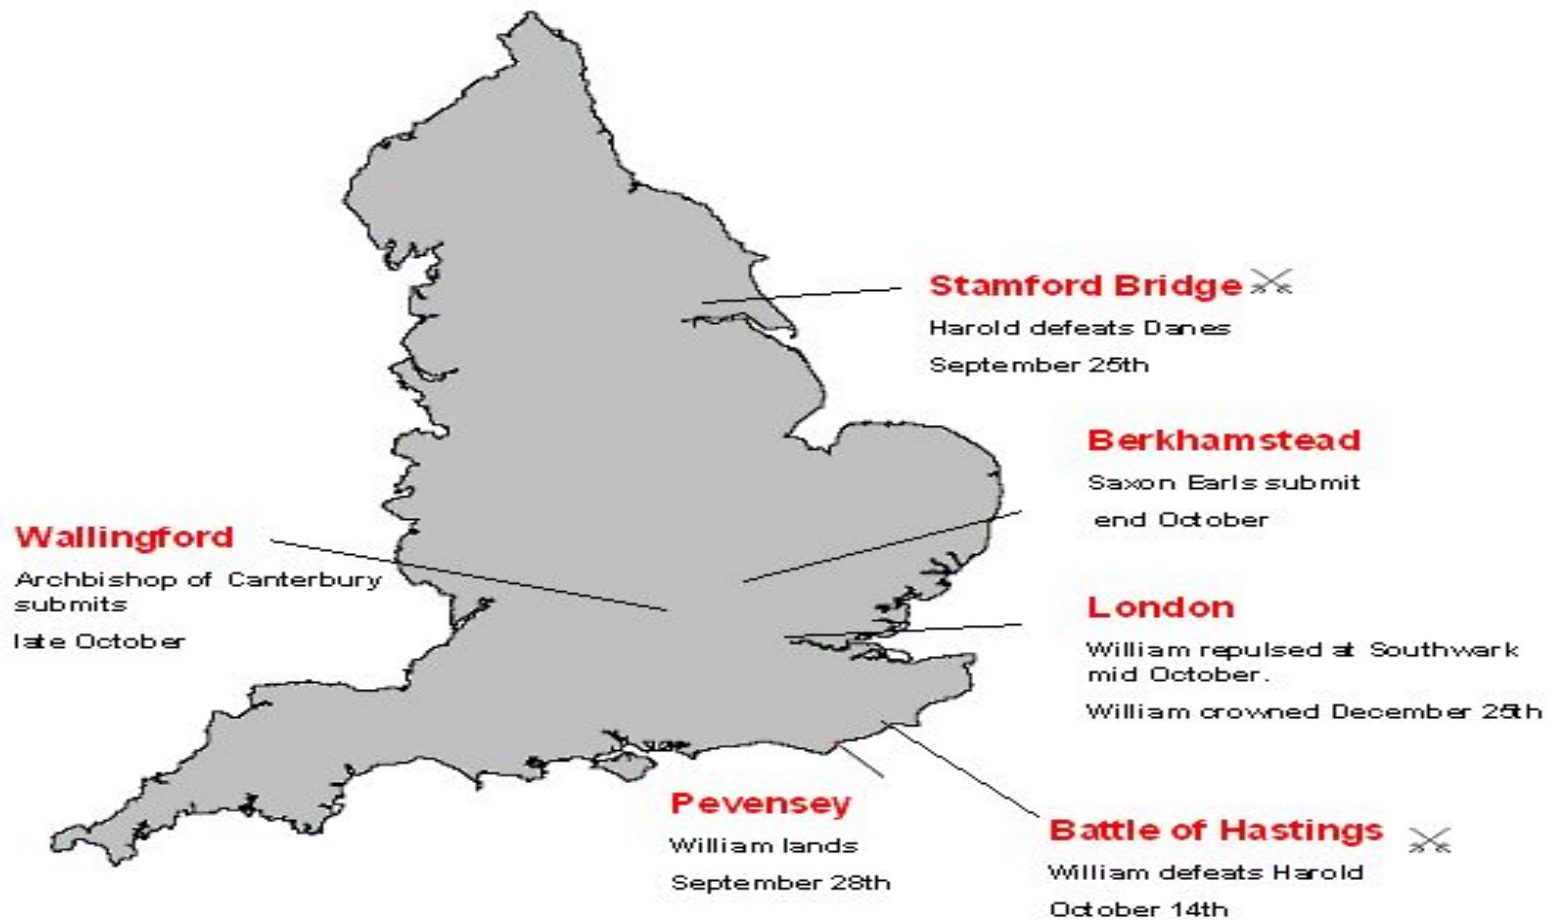 Stamford Bridge
Harold defeats Danes
September 25th
Berkhamstead
Saxon Earls submit
end October
Wallingford
Archbishop of Canterbury
submits
late October
London
William repulsed at Southwark
mid October.
William crowned December 25th
Pevensey
William lands
September 28th
Battle of Hastings
William defeats Harold
October 14th